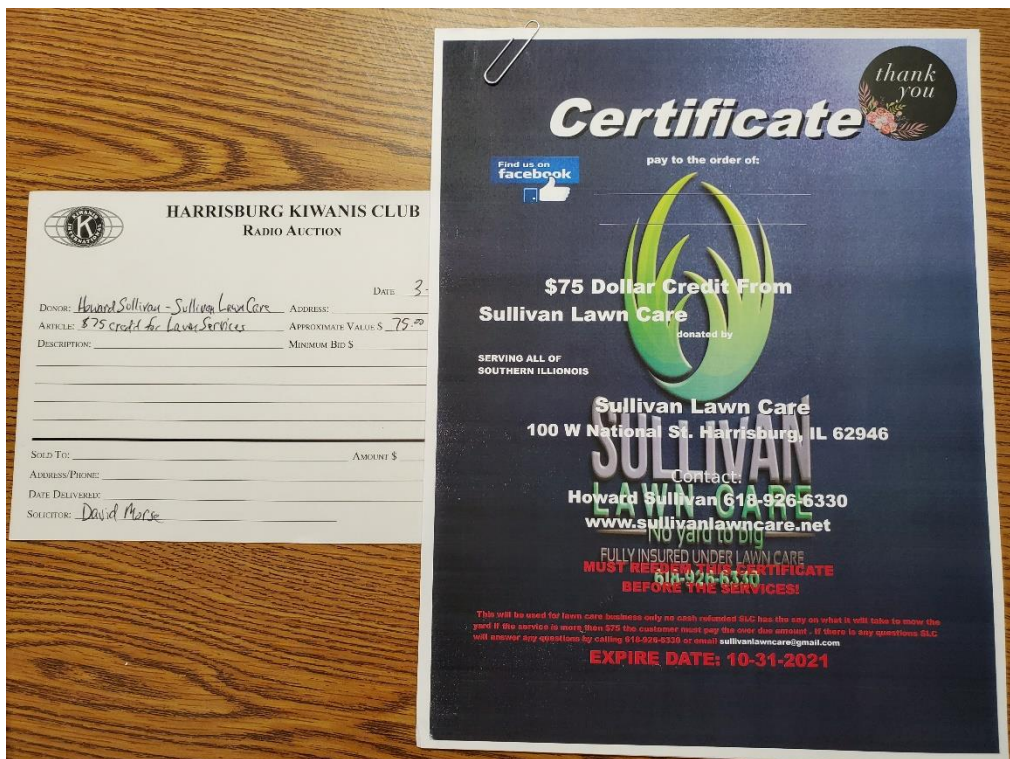 KIWANIS
INTERNATIONAL
K
HARRISBURG KIWANIS CLUB
RADIO AUCTION
DATE 3-
DONOR: Howard Sullivan - Sullivan Lawn Care ADDRESS:
ARTICLE: $75 credit for Lawn Services APPROXIMATE VALUE $ 75.00
DESCRIPTION: MINIMUM BID $
SOLD TO: AMOUNT $
ADDRESS/PHONE:
DATE DELIVERED:
SOLICITOR: David Morse
thank
you
Certificate
pay to the order of:
Find us on
facebook
$75 Dollar Credit From
Sullivan Lawn Care
donated by
SERVING ALL OF
SOUTHERN ILLIONOIS
Sullivan Lawn Care
100 W National St. Harrisburg, IL 62946
SULLIVAN
Contact:
LAWN CARE
Howard Sullivan 618-926-6330
www.sullivanlawncare.net
No yard to big
FULLY INSURED UNDER LAWN CARE
MUST REDEEM THIS CERTIFICATE
618-926-6330
BEFORE THE SERVICES!
This will be used for lawn care business only no cash refunded SLC has the say on what it will take to mow the
yard if the service is more then $75 the customer must pay the over due amount . If there is any questions SLC
will answer any questions by calling 618-926-6330 or email sullivanlawncare@gmail.com
EXPIRE DATE: 10-31-2021